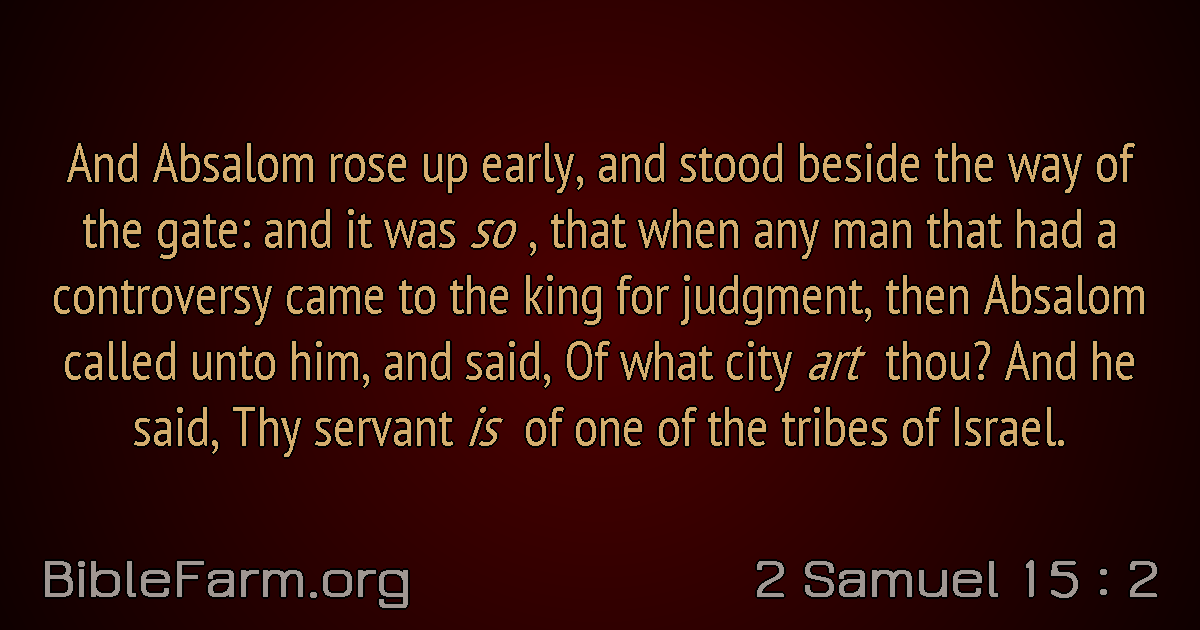 And Absalom rose up early, and stood beside the way of
the gate: and it was so , that when any man that had a
controversy came to the king for judgment, then Absalom
called unto him, and said, Of what city art thou? And he
said, Thy servant is of one of the tribes of Israel.
BibleFarm.org
2 Samuel 15 : 2